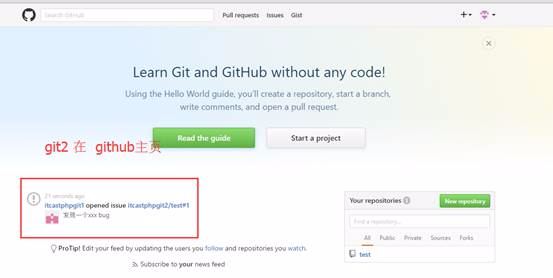 Search GitHub
Pull requests Issues Gist
Learn Git and GitHub without any code!
Using the Hello World guide, you'll create a repository, start a branch,
write comments, and open a pull request.
Read the guide Start a project
git2 在 github主页
21 seconds ago
itcastphpgit1 opened issue itcastphpgit2/test#1
发现一个xxx bug
ProTip! Edit your feed by updating the users you follow and repositories you watch.
Subscribe to your news feed
Your repositories 1 New repository
Find a repository...
All Public Private Sources Forks
test